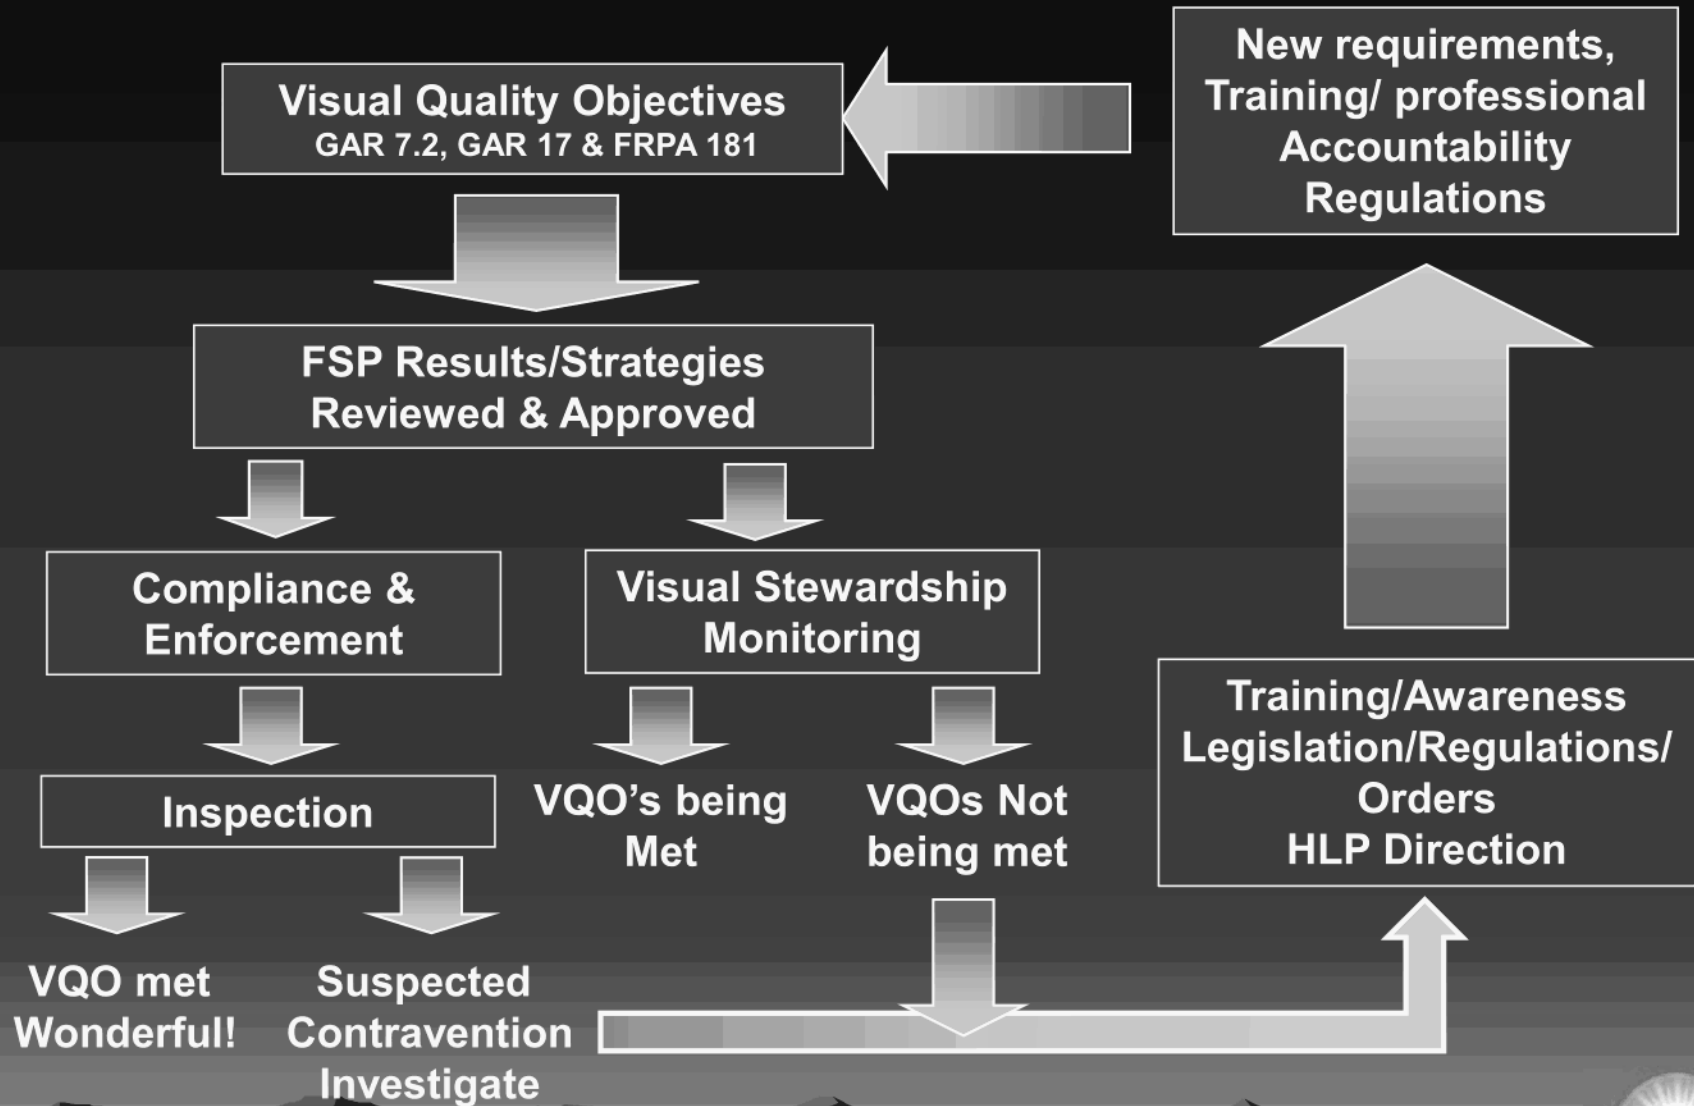 Visual Quality Objectives
GAR 7.2, GAR 17 & FRPA 181
New requirements,
Training/ professional
Accountability
Regulations
FSP Results/Strategies
Reviewed & Approved
Compliance &
Enforcement
Visual Stewardship
Monitoring
Training/Awareness
Legislation/Regulations/
Orders
HLP Direction
Inspection
VQO’s being
Met
VQOs Not
being met
VQO met
Wonderful!
Suspected
Contravention
Investigate